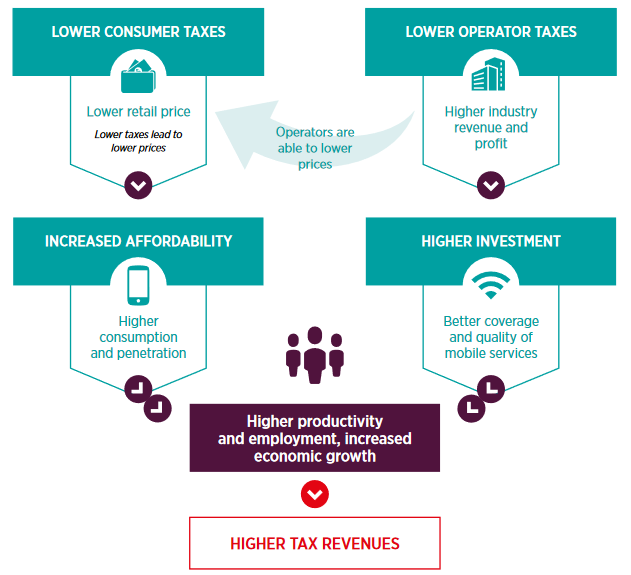 LOWER CONSUMER TAXES
Lower retail price
Lower taxes lead to
lower prices
LOWER OPERATOR TAXES
Higher industry
revenue and
profit
Operators are
able to lower
prices
INCREASED AFFORDABILITY
Higher
consumption
and penetration
HIGHER INVESTMENT
Better coverage
and quality of
mobile services
Higher productivity
and employment, increased
economic growth
HIGHER TAX REVENUES